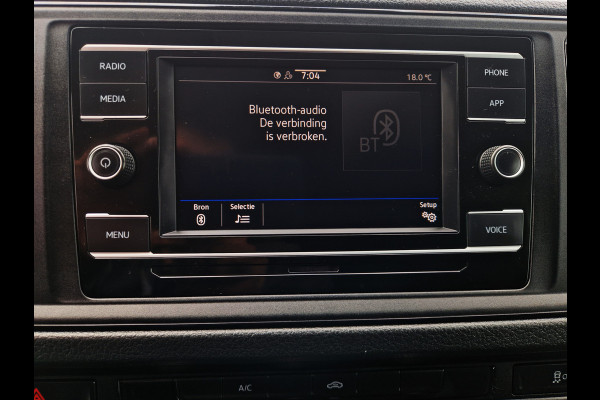 RADIO
MEDIA
MENU
PHONE
APP
VOICE
7:04
18.0 °C
Bluetooth-audio
De verbinding
is verbroken.
BT
Bron
Selectie
Setup
A/C